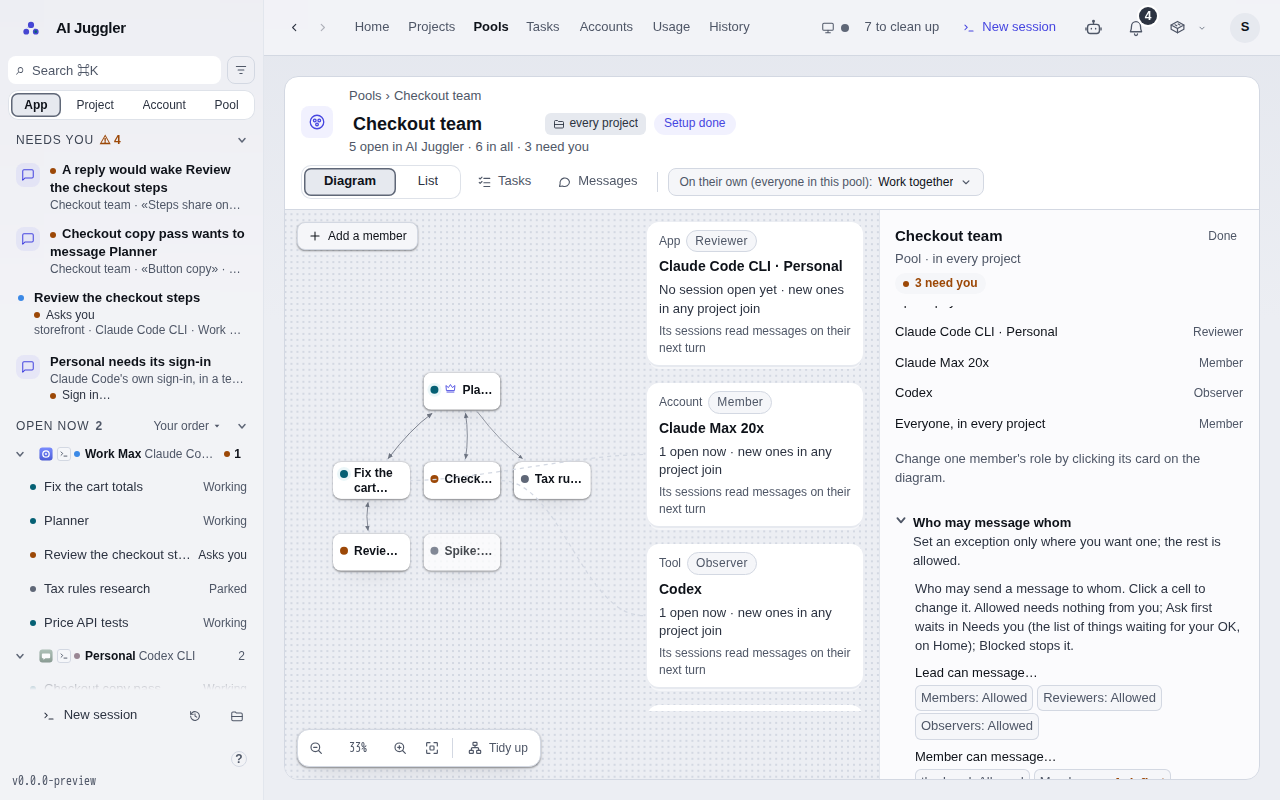 AI Juggler
Search ⌘K
App
Project
Account
Pool
NEEDS YOU
4
A reply would wake Review the checkout steps
Checkout team · «Steps share on…
Checkout copy pass wants to message Planner
Checkout team · «Button copy» · …
Review the checkout steps
Asks you
storefront · Claude Code CLI · Work …
Personal needs its sign-in
Claude Code's own sign-in, in a te…
Sign in…
OPEN NOW 2
Your order
Work Max Claude Co…
1
Fix the cart totals
Working
Planner
Working
Review the checkout st…
Asks you
Tax rules research
Parked
Price API tests
Working
Personal Codex CLI
2
Checkout copy pass
Working
New session
?
v0.0.0-preview
Home
Projects
Pools
Tasks
Accounts
Usage
History
7 to clean up
New session
4
S
Pools › Checkout team
Checkout team
every project
Setup done
5 open in AI Juggler · 6 in all · 3 need you
Diagram
List
Tasks
Messages
On their own (everyone in this pool): Work together
Add a member
Pla…
Fix the cart…
Check…
Tax ru…
Revie…
Spike:…
App
Reviewer
Claude Code CLI · Personal
No session open yet · new ones in any project join
Its sessions read messages on their next turn
Account
Member
Claude Max 20x
1 open now · new ones in any project join
Its sessions read messages on their next turn
Tool
Observer
Codex
1 open now · new ones in any project join
Its sessions read messages on their next turn
33%
Tidy up
Checkout team
Done
Pool · in every project
3 need you
Claude Code CLI · Personal
Reviewer
Claude Max 20x
Member
Codex
Observer
Everyone, in every project
Member
Change one member's role by clicking its card on the diagram.
Who may message whom
Set an exception only where you want one; the rest is allowed.
Who may send a message to whom. Click a cell to change it. Allowed needs nothing from you; Ask first waits in Needs you (the list of things waiting for your OK, on Home); Blocked stops it.
Lead can message…
Members: Allowed
Reviewers: Allowed
Observers: Allowed
Member can message…